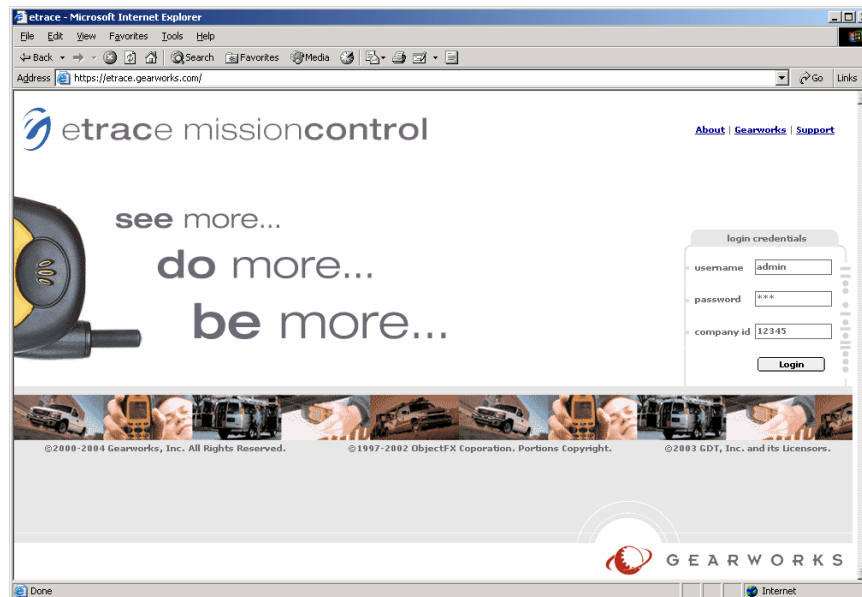 etrace - Microsoft Internet Explorer
File Edit View Favorites Tools Help
Back Search Favorites Media
Address https://etrace.gearworks.com/ Go Links
etrace missioncontrol
About | Gearworks | Support
see more...
do more...
be more...
login credentials
username admin
password ***
company id 12345
Login
©2000-2004 Gearworks, Inc. All Rights Reserved. ©1997-2002 ObjectFX Coporation. Portions Copyright. ©2003 GDT, Inc. and its Licensors.
GEARWORKS
Done Internet